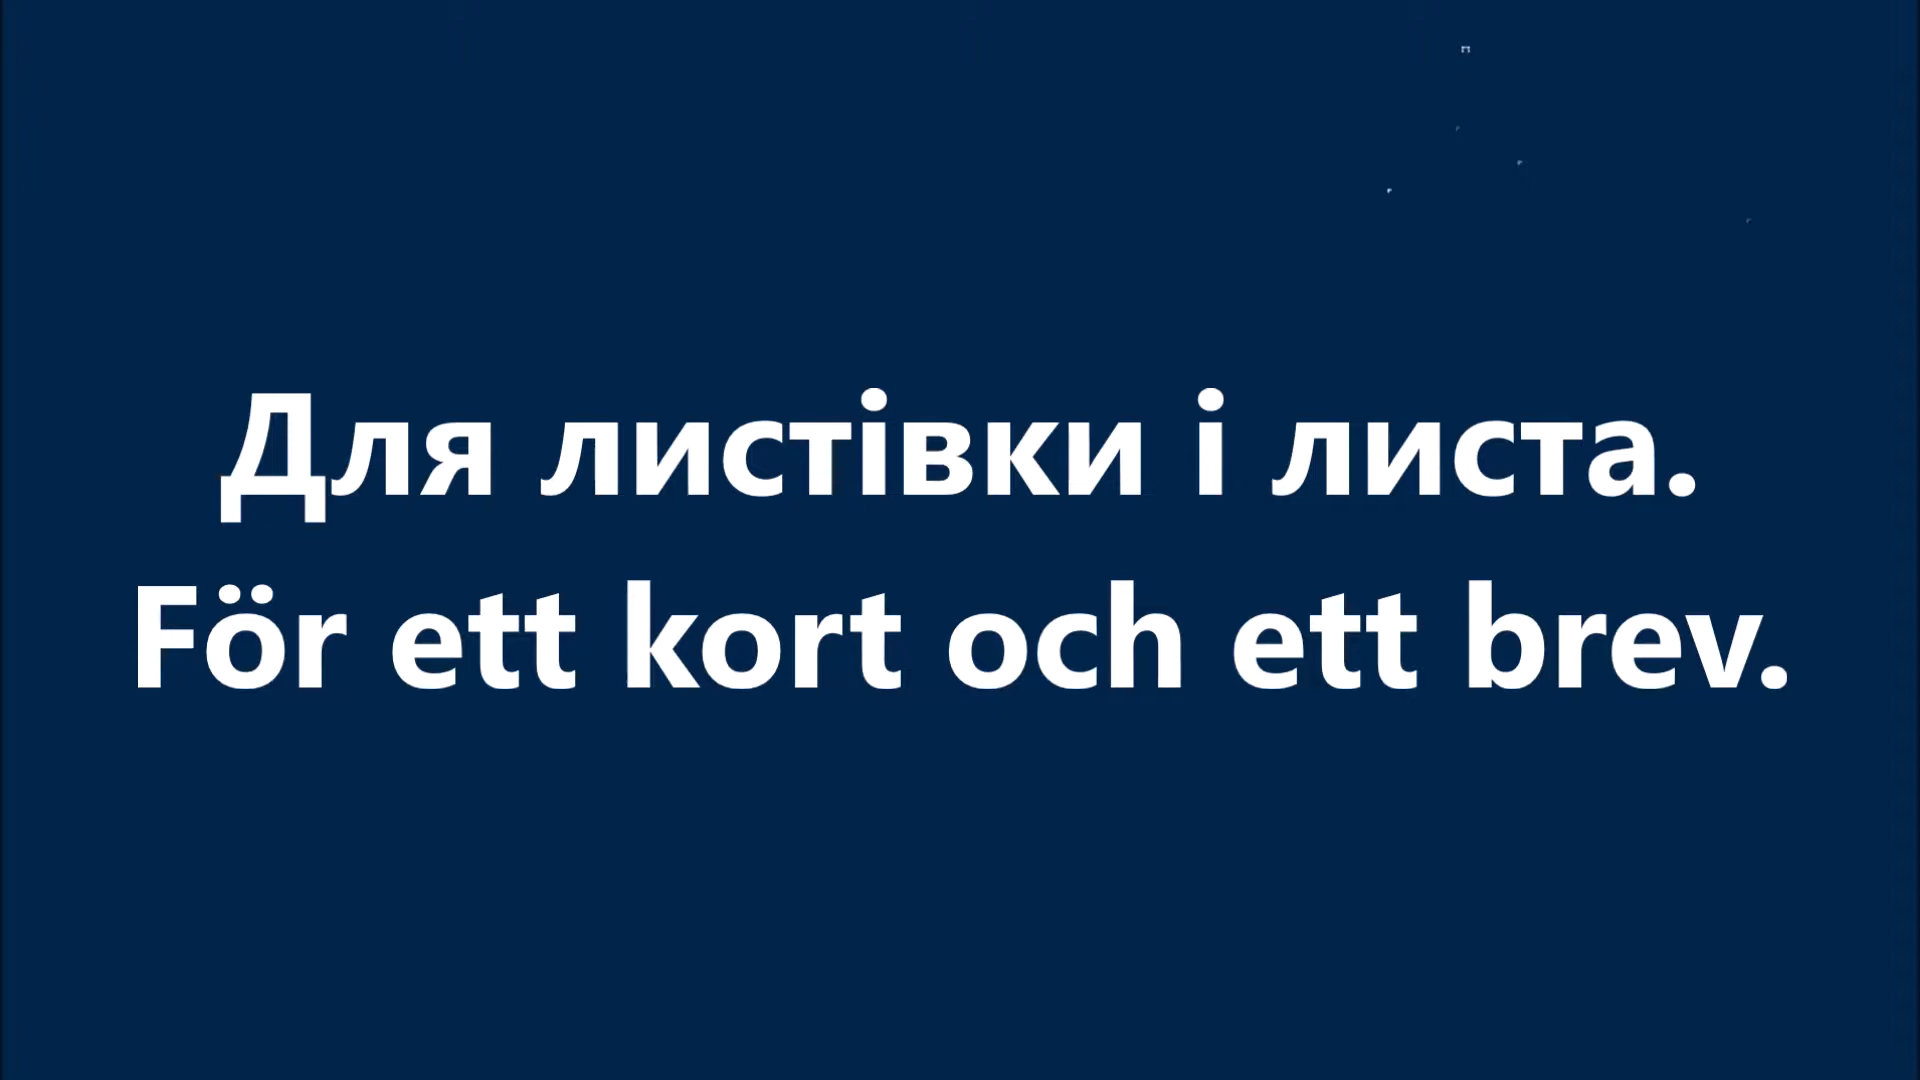 Для листівки і листа.
För ett kort och ett brev.